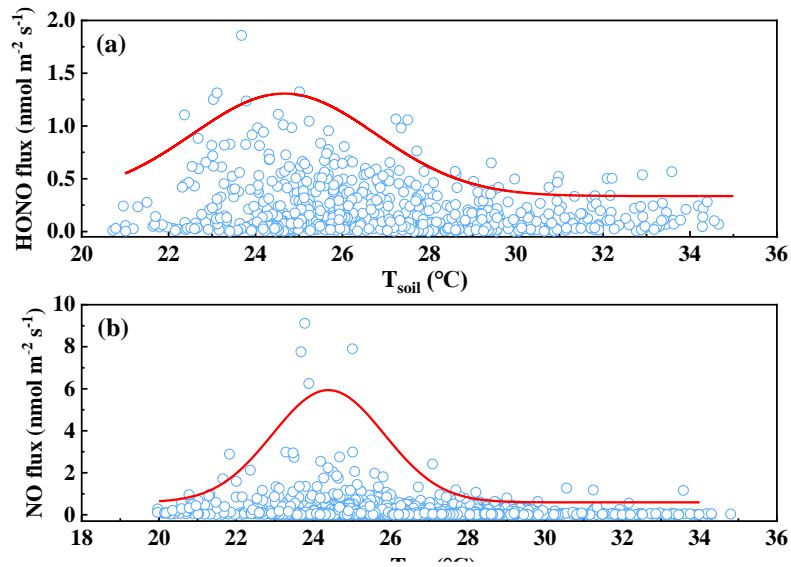 2.0
(a)
1.5
1.0
0.5
0.0
HONO flux (nmol m⁻² s⁻¹)
20 22 24 26 28 30 32 34 36
T_soil (°C)
10
(b)
8
6
4
2
0
NO flux (nmol m⁻² s⁻¹)
18 20 22 24 26 28 30 32 34 36
(°C)